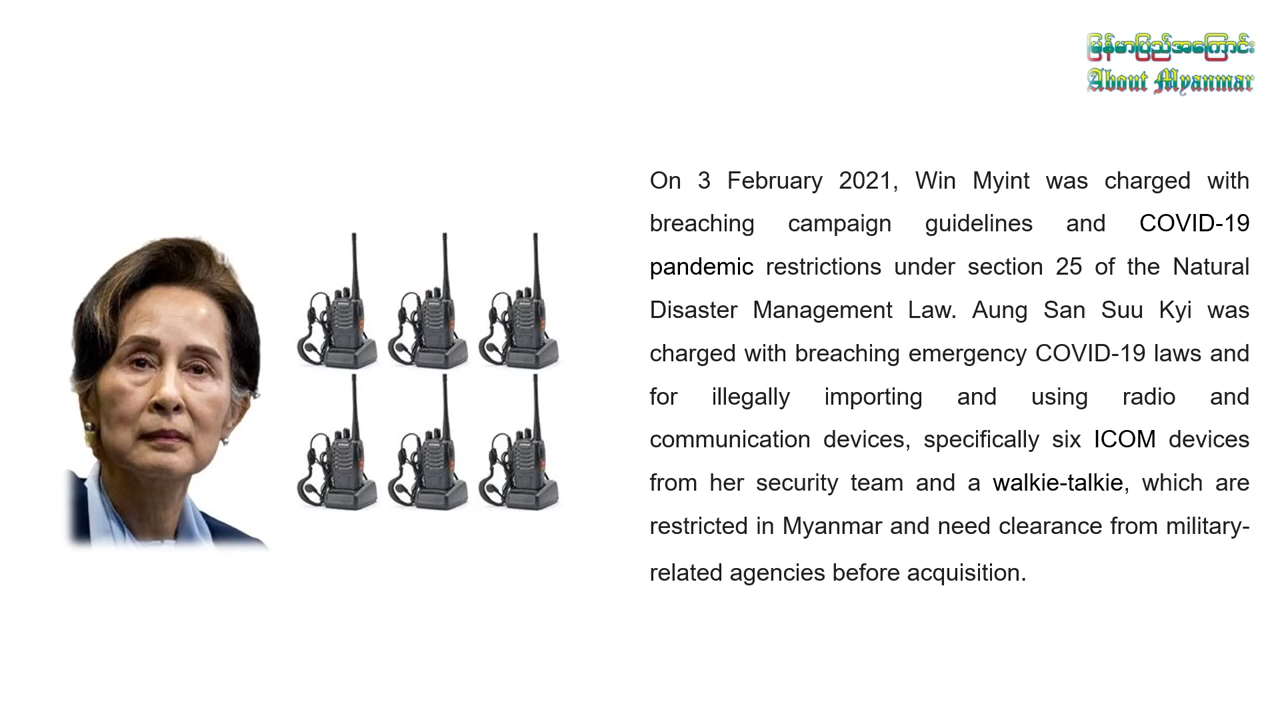 မြန်မာပြည်အကြောင်း
About Myanmar
On 3 February 2021, Win Myint was charged with
breaching campaign guidelines and COVID-19
pandemic restrictions under section 25 of the Natural
Disaster Management Law. Aung San Suu Kyi was
charged with breaching emergency COVID-19 laws and
for illegally importing and using radio and
communication devices, specifically six ICOM devices
from her security team and a walkie-talkie, which are
restricted in Myanmar and need clearance from military-
related agencies before acquisition.